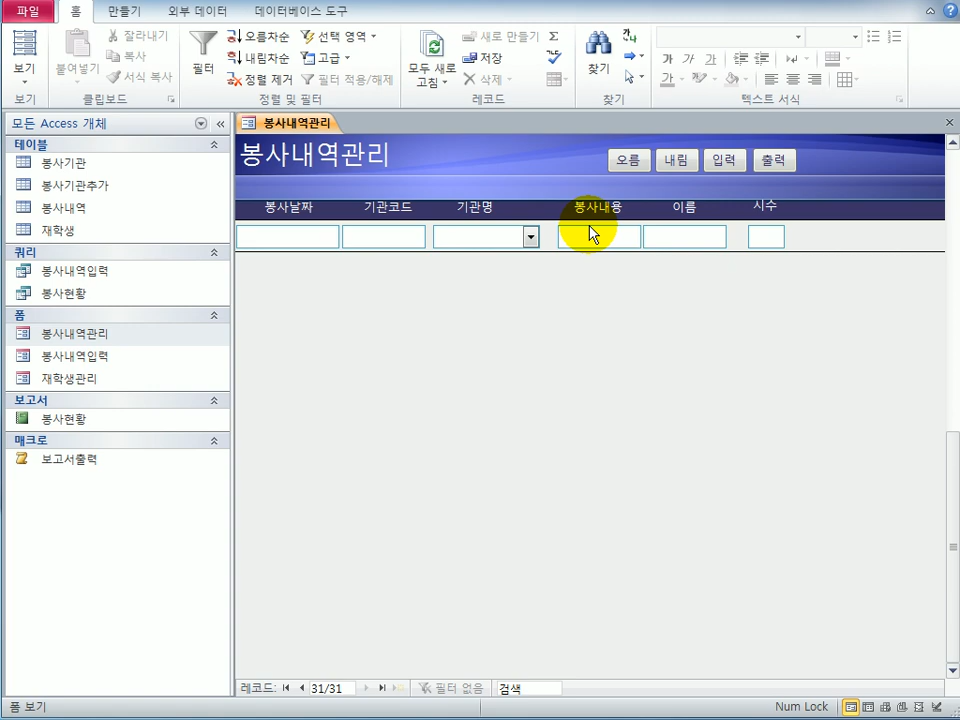 파일 홈 만들기 외부 데이터 데이터베이스 도구
보기
보기
붙여넣기
잘라내기
복사
서식 복사
클립보드
필터
오름차순
내림차순
정렬 제거
선택 영역
고급
필터 적용/해제
정렬 및 필터
모두 새로
고침
새로 만들기
저장
삭제
레코드
찾기
찾기
가 가 가
가
텍스트 서식
모든 Access 개체
테이블
봉사기관
봉사기관추가
봉사내역
재학생
쿼리
봉사내역입력
봉사현황
폼
봉사내역관리
봉사내역입력
재학생관리
보고서
봉사현황
매크로
보고서출력
봉사내역관리
봉사내역관리
오름 내림 입력 출력
봉사날짜 기관코드 기관명 봉사내용 이름 시수
레코드: 31/31 필터 없음 검색
폼 보기 Num Lock